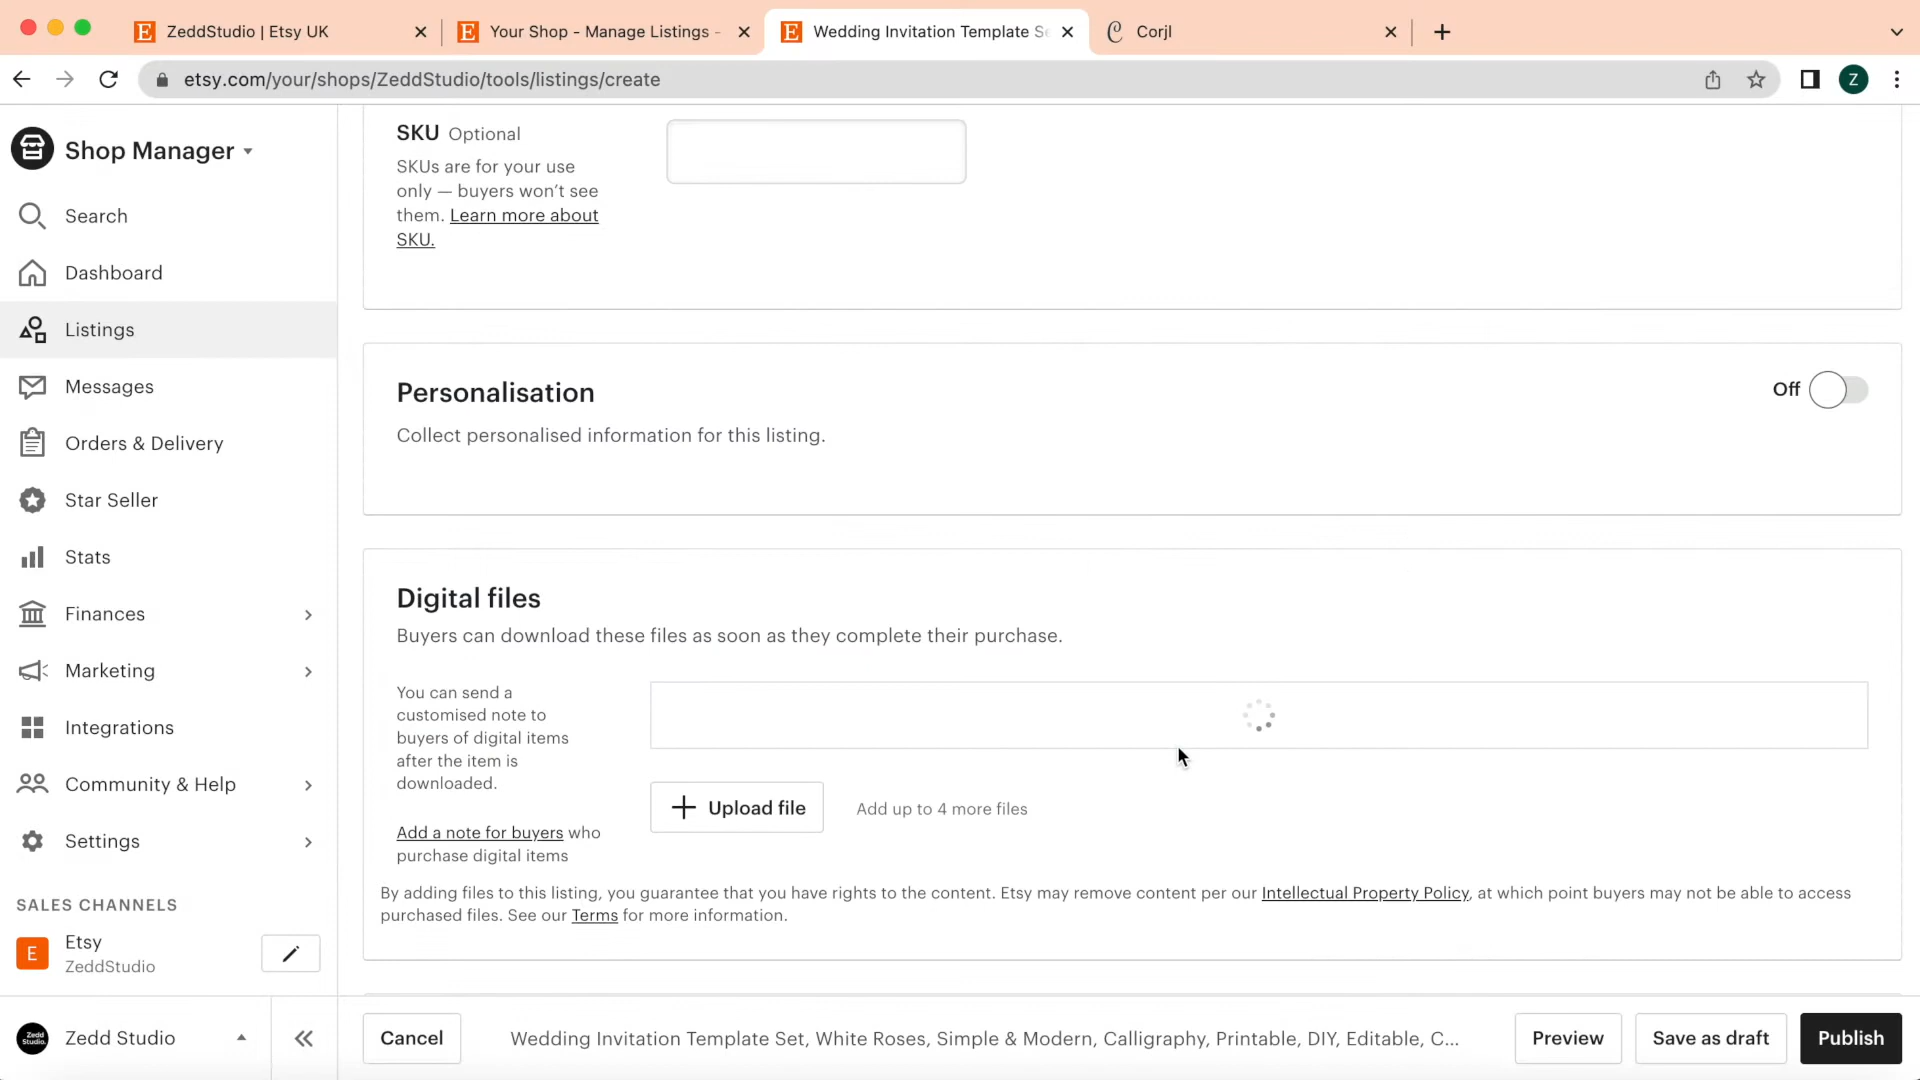 ZeddStudio | Etsy UK
Your Shop - Manage Listings -
Wedding Invitation Template Se
Corjl
etsy.com/your/shops/ZeddStudio/tools/listings/create
Z
Shop Manager
Search
Dashboard
Listings
Messages
Orders & Delivery
Star Seller
Stats
Finances
Marketing
Integrations
Community & Help
Settings
SALES CHANNELS
E
Etsy
ZeddStudio
Zedd Studio.
Zedd Studio
SKU Optional
SKUs are for your use
only — buyers won’t see
them. Learn more about
SKU.
Personalisation
Off
Collect personalised information for this listing.
Digital files
Buyers can download these files as soon as they complete their purchase.
You can send a
customised note to
buyers of digital items
after the item is
downloaded.
Add a note for buyers who
purchase digital items
Upload file
Add up to 4 more files
By adding files to this listing, you guarantee that you have rights to the content. Etsy may remove content per our Intellectual Property Policy, at which point buyers may not be able to access
purchased files. See our Terms for more information.
Cancel
Wedding Invitation Template Set, White Roses, Simple & Modern, Calligraphy, Printable, DIY, Editable, C...
Preview
Save as draft
Publish